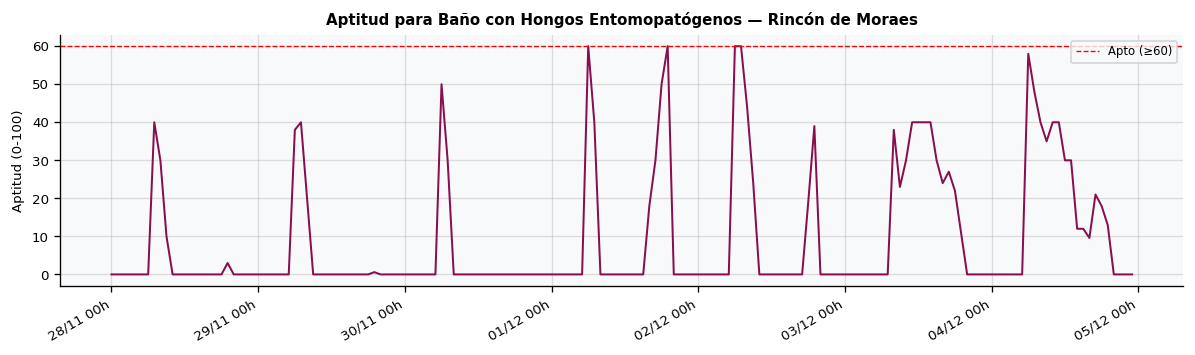 Aptitud para Baño con Hongos Entomopatógenos — Rincón de Moraes
Apto (≥60)
Aptitud (0-100)
60
50
40
30
20
10
0
28/11 00h
29/11 00h
30/11 00h
01/12 00h
02/12 00h
03/12 00h
04/12 00h
05/12 00h